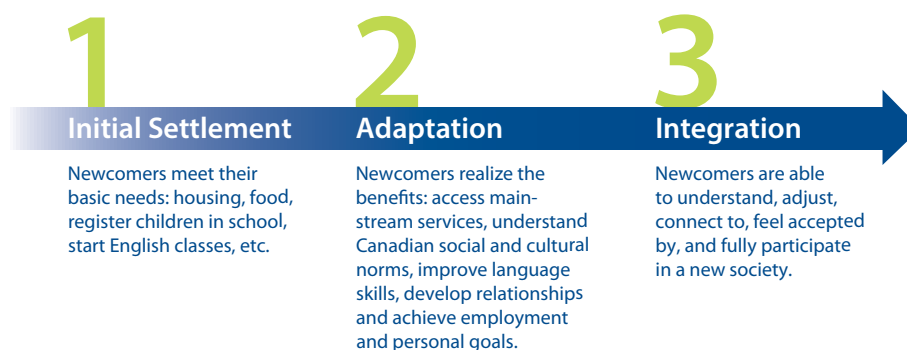 1
Initial Settlement
Newcomers meet their
basic needs: housing, food,
register children in school,
start English classes, etc.
2
Adaptation
Newcomers realize the
benefits: access main-
stream services, understand
Canadian social and cultural
norms, improve language
skills, develop relationships
and achieve employment
and personal goals.
3
Integration
Newcomers are able
to understand, adjust,
connect to, feel accepted
by, and fully participate
in a new society.